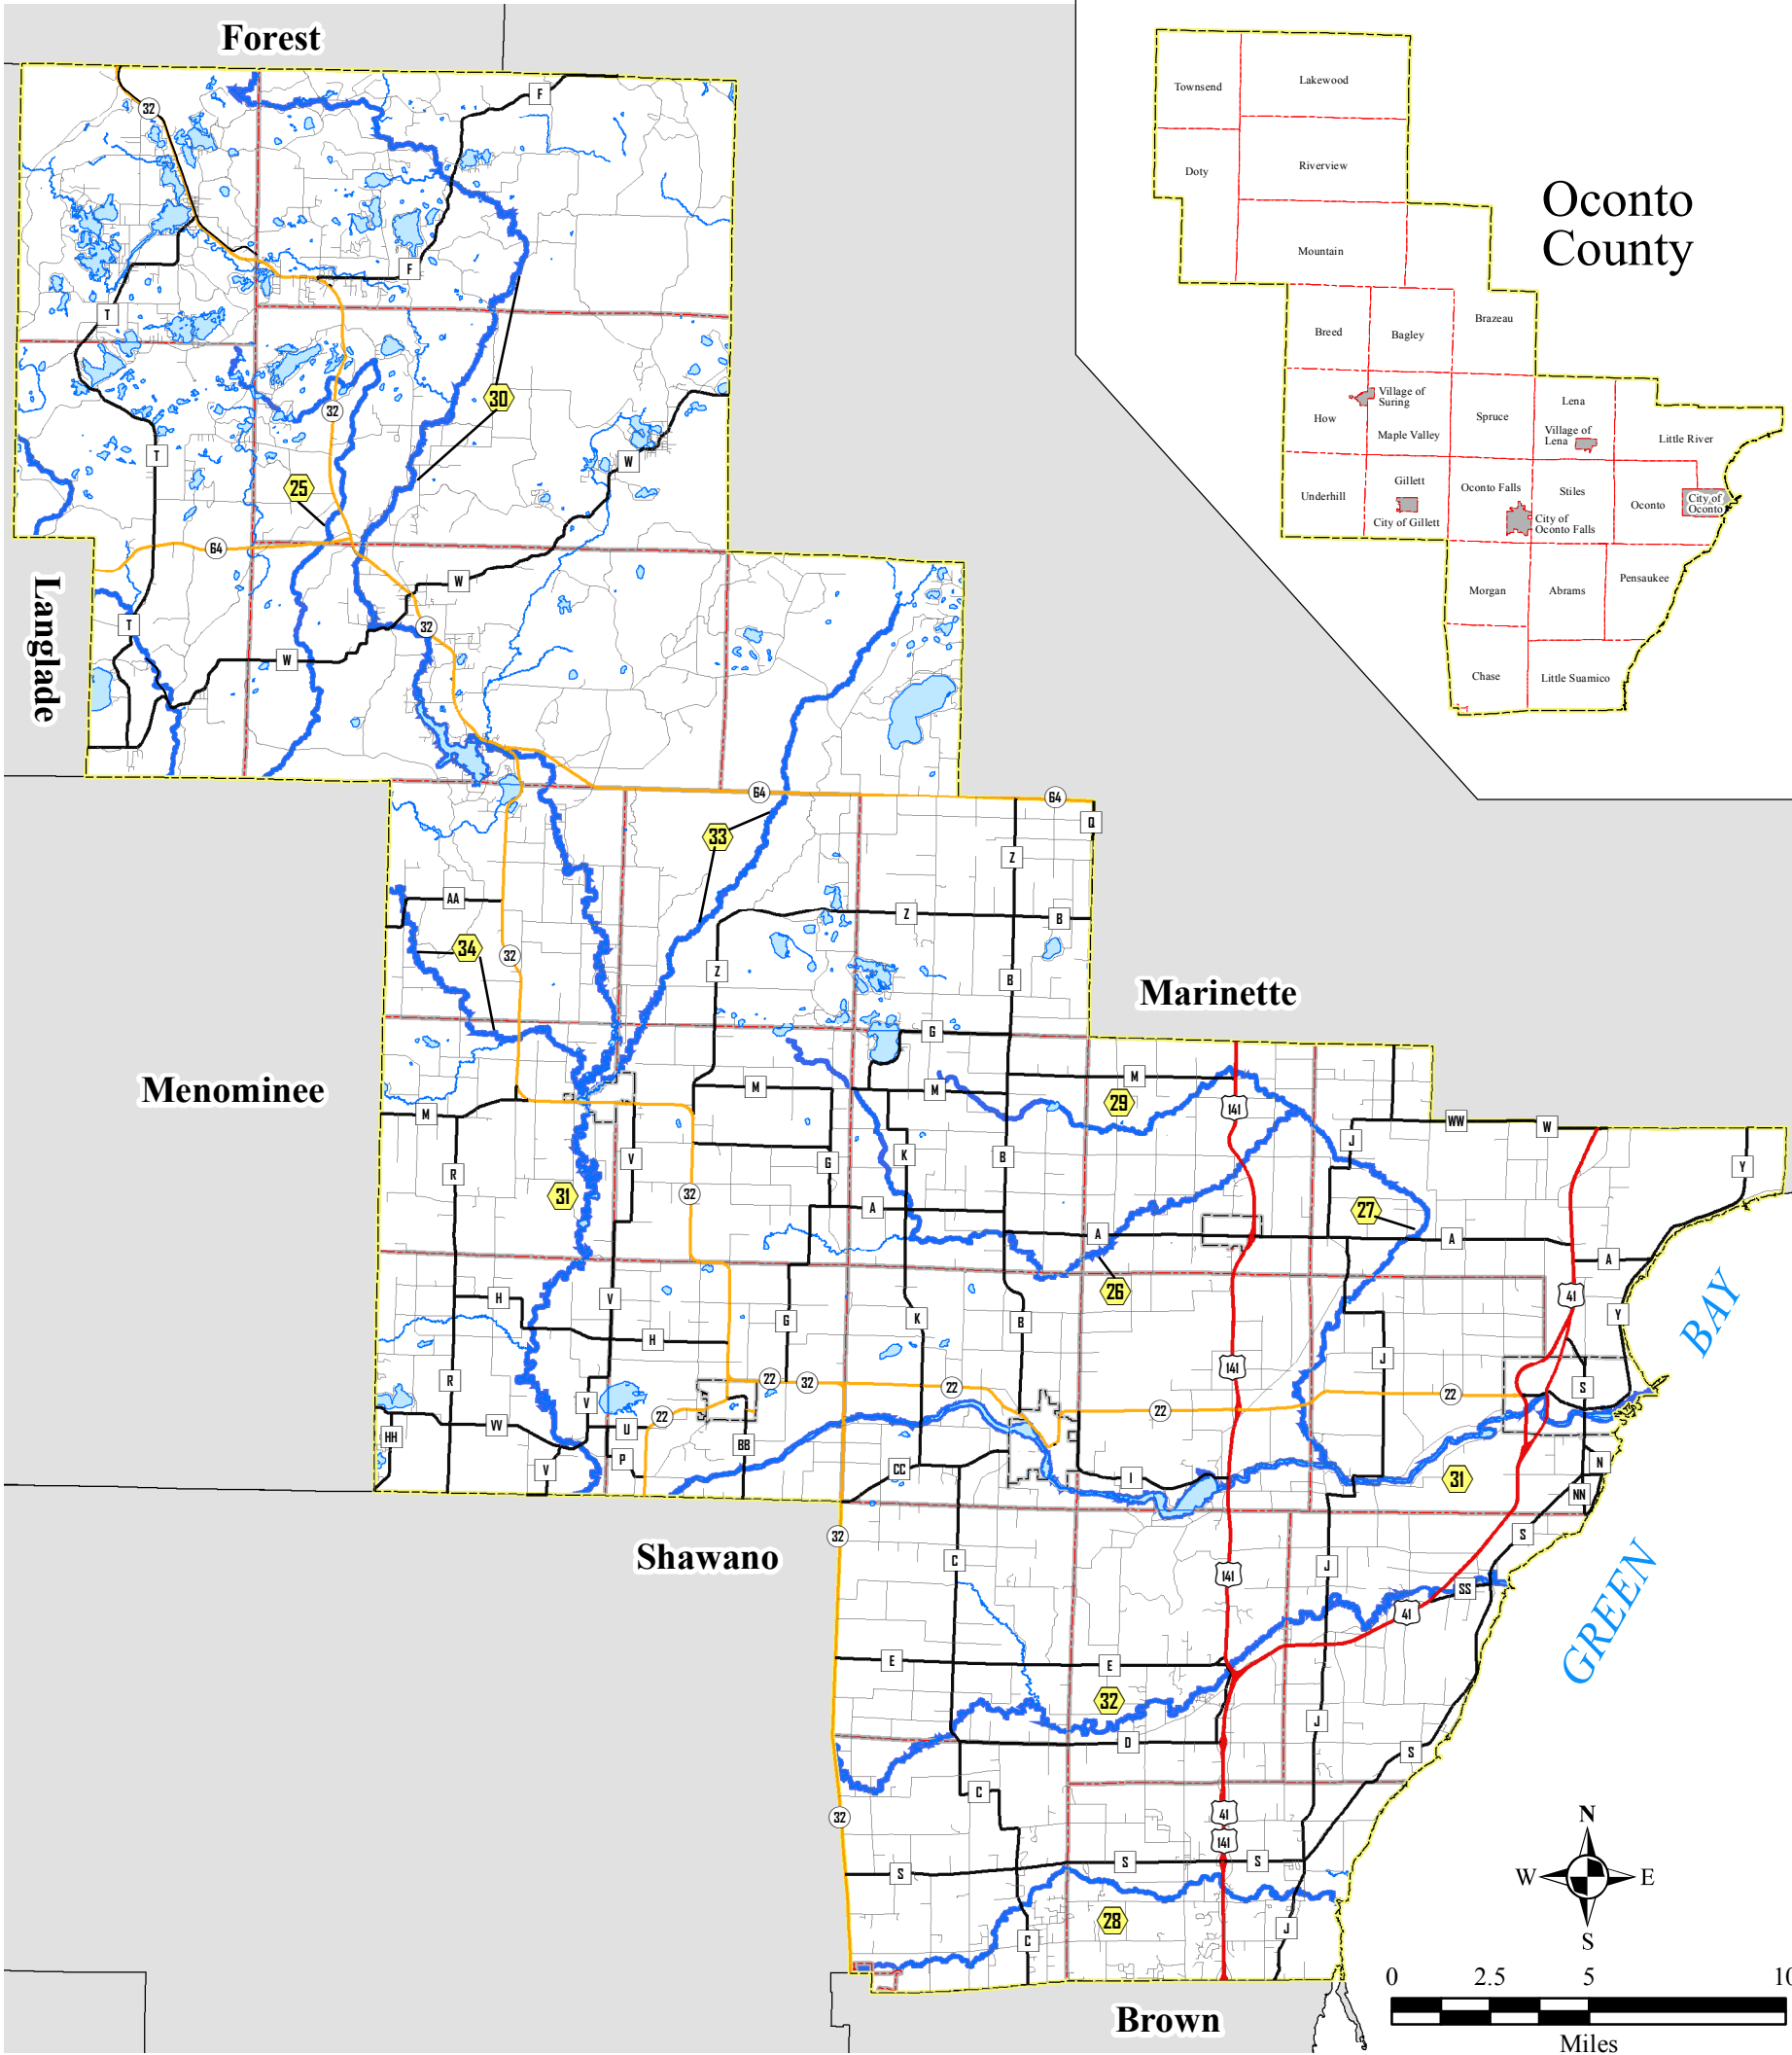 Forest
Townsend
Lakewood
Doty
Riverview
Mountain
Oconto
County
Breed
Bagley
Brazeau
Village of
Suring
How
Maple Valley
Spruce
Lena
Village of
Lena
Little River
Underhill
Gillett
City of Gillett
Oconto Falls
City of
Oconto Falls
Stiles
Oconto
City of
Oconto
Morgan
Abrams
Pensaukee
Chase
Little Suamico
32
F
F
T
30
32
T
W
25
64
W
T
32
W
Langlade
64
64
Q
33
Z
AA
Z
B
34
32
Z
B
Marinette
G
M
M
M
29
Menominee
M
141
WW
W
J
R
V
G
K
B
Y
31
32
A
27
A
A
A
26
H
V
G
K
B
41
Y
BAY
H
R
22
32
22
141
J
22
S
V
22
VV
U
HH
BB
P
V
CC
I
31
N
NN
Shawano
32
C
141
J
S
SS
41
GREEN
E
E
32
J
D
S
C
32
41
141
S
S
S
28
C
J
N
W
E
S
0
2.5
5
10
Miles
Brown